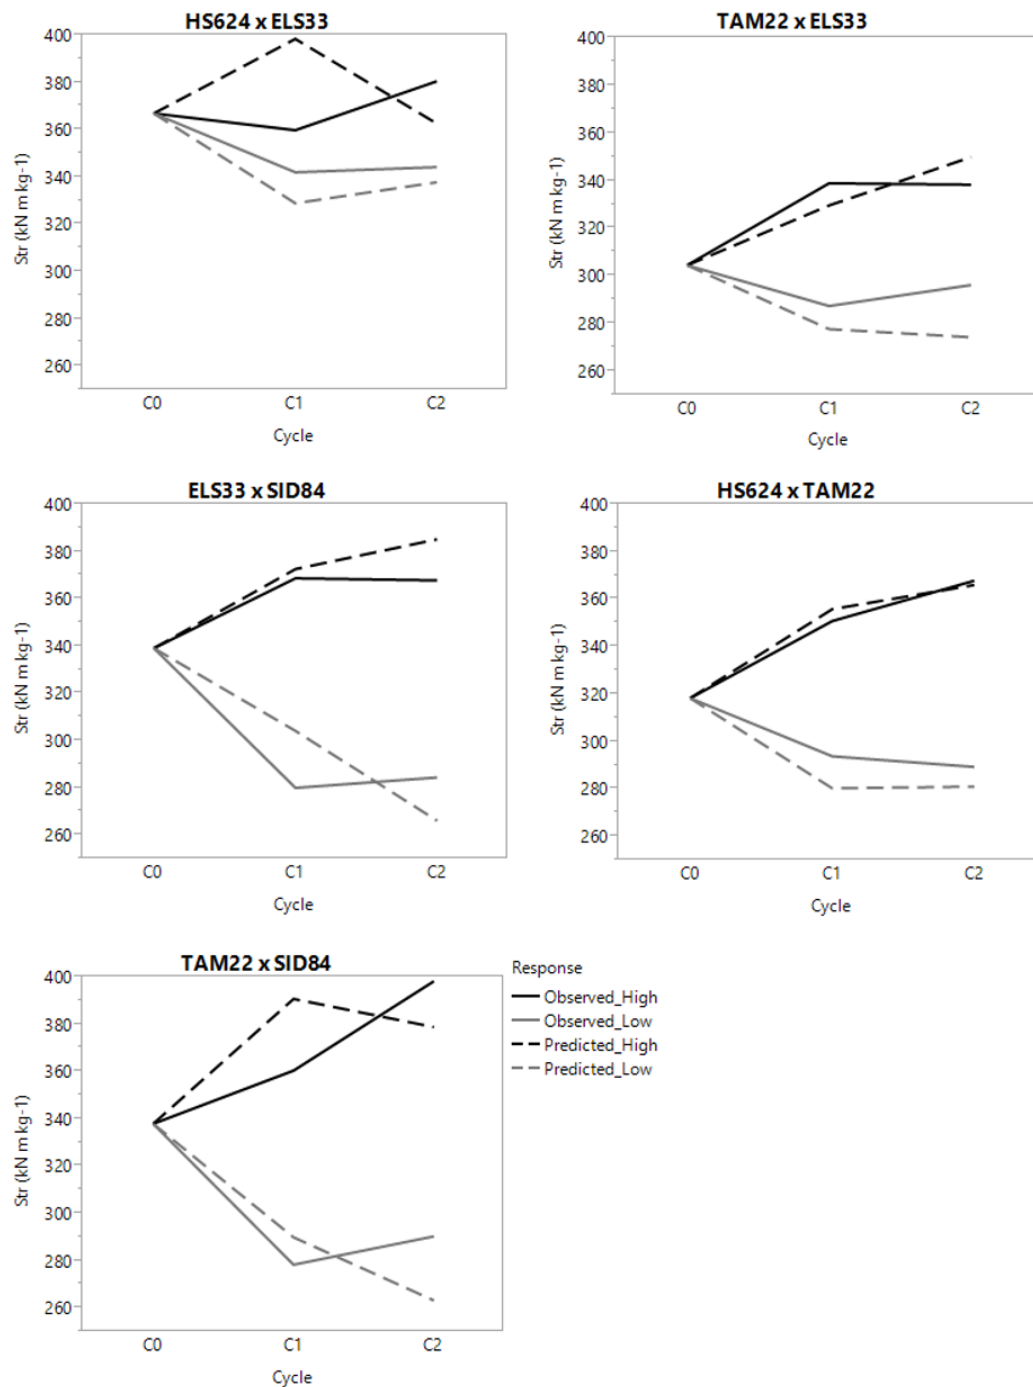 HS624 x ELS33
400
380
360
340
320
300
280
260
Str (kN m kg-1)
C0
C1
C2
Cycle
TAM22 x ELS33
400
380
360
340
320
300
280
260
Str (kN m kg-1)
C0
C1
C2
Cycle
ELS33 x SID84
400
380
360
340
320
300
280
260
Str (kN m kg-1)
C0
C1
C2
Cycle
HS624 x TAM22
400
380
360
340
320
300
280
260
Str (kN m kg-1)
C0
C1
C2
Cycle
TAM22 x SID84
400
380
360
340
320
300
280
260
Str (kN m kg-1)
C0
C1
C2
Cycle
Response
Observed_High
Observed_Low
Predicted_High
Predicted_Low